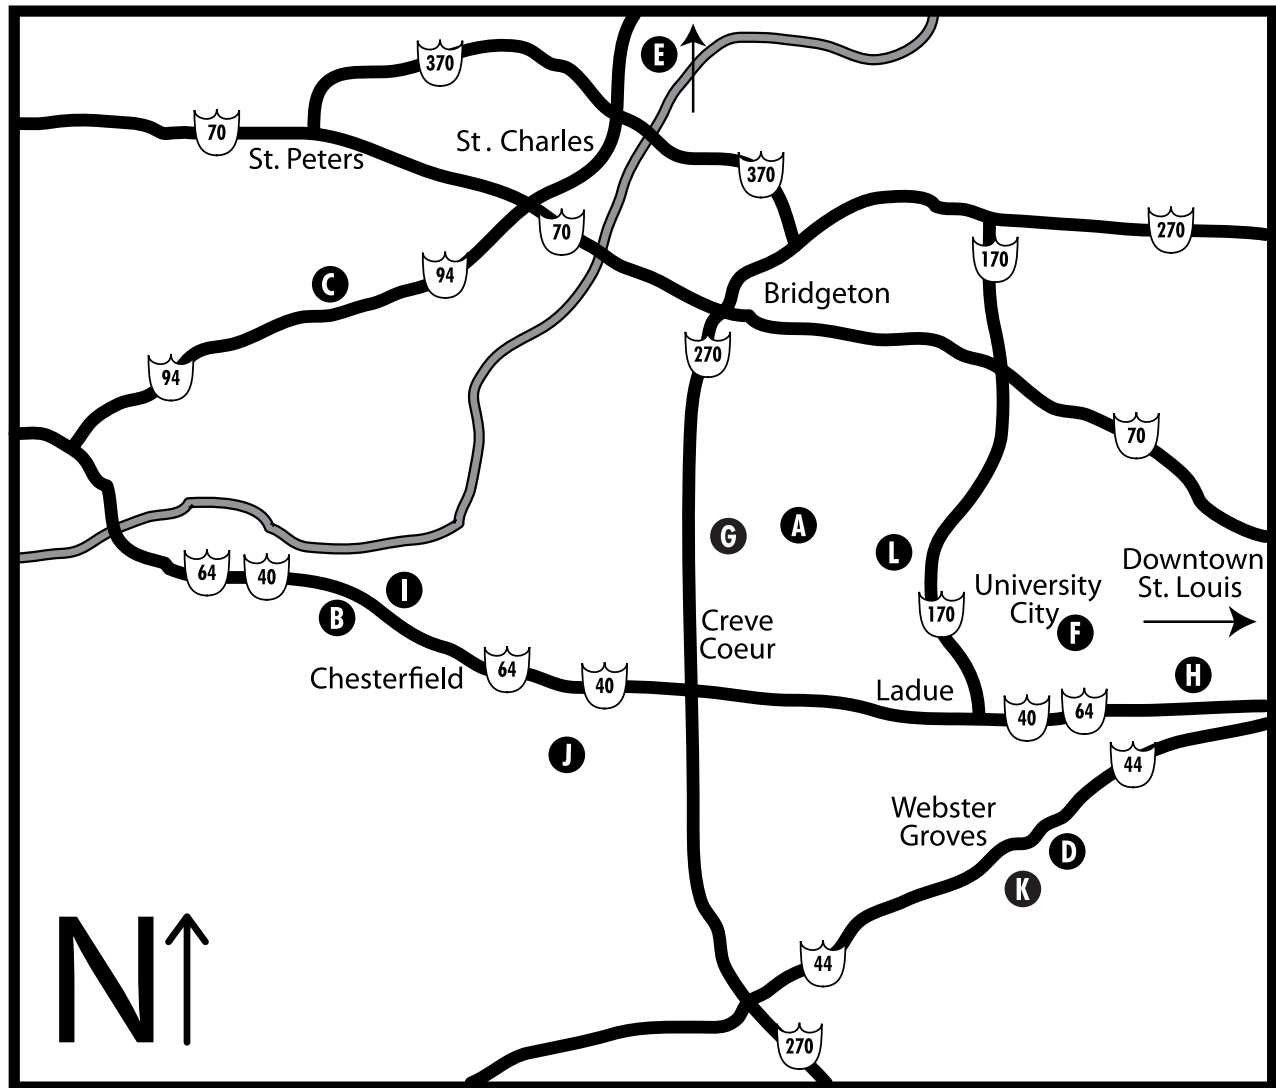 E
370
70
St. Charles
St. Peters
370
70
270
170
94
C
Bridgeton
270
94
70
G
A
L
Downtown
St. Louis
64
40
I
B
University
City
F
170
Creve
Coeur
Chesterfield
64
40
Ladue
H
40
64
J
44
Webster
Groves
D
K
44
N
270